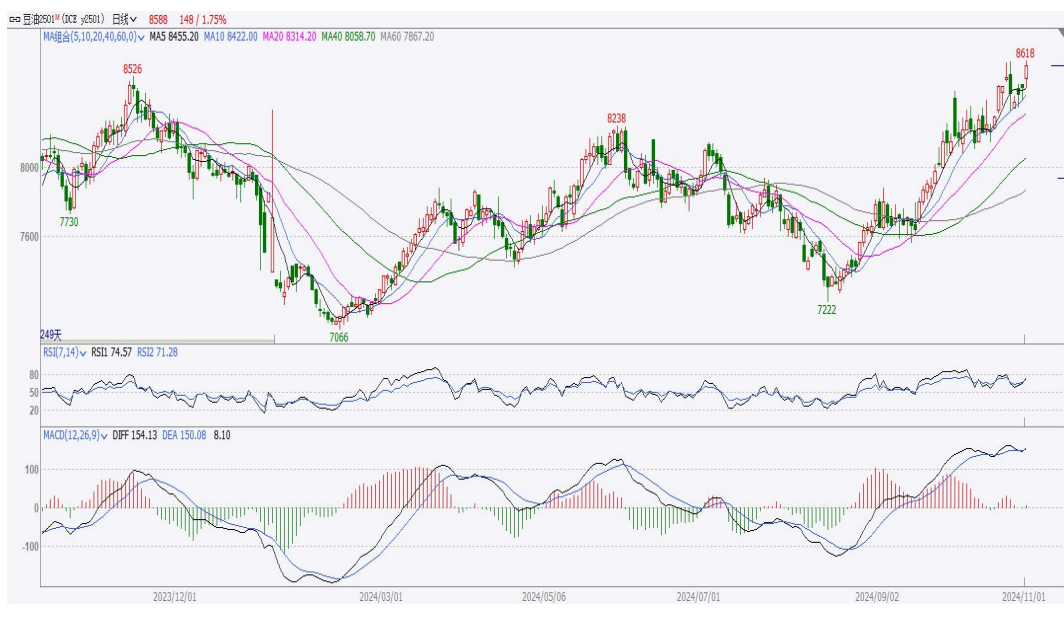 豆油2501M (DCE y2501) 日线 8588 148 / 1.75%
MA组合(5,10,20,40,60,0) MA5 8455.20 MA10 8422.00 MA20 8314.20 MA40 8058.70 MA60 7867.20
8618
8526
8238
8000
7730
7600
7222
249天
7066
RSI(7,14) RSI1 74.57 RSI2 71.28
80
50
20
MACD(12,26,9) DIFF 154.13 DEA 150.08 8.10
100
0
-100
2023/12/01 2024/03/01 2024/05/06 2024/07/01 2024/09/02 2024/11/01